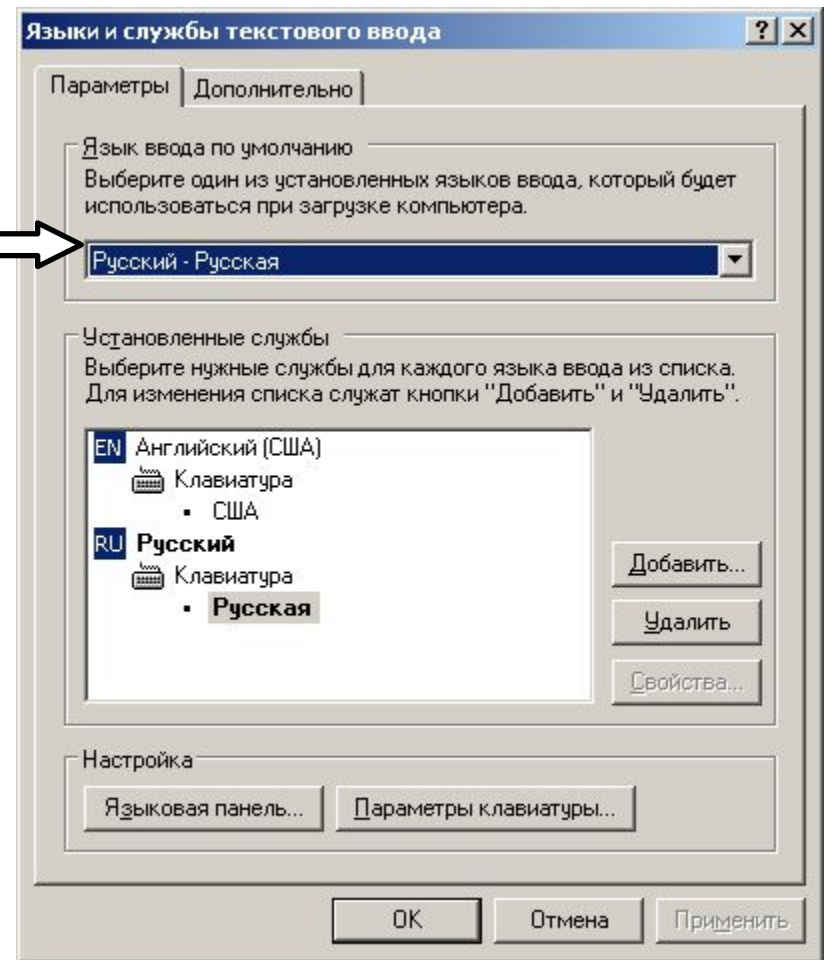 Языки и службы текстового ввода
Параметры
Дополнительно
Язык ввода по умолчанию
Выберите один из установленных языков ввода, который будет
использоваться при загрузке компьютера.
Русский - Русская
Установленные службы
Выберите нужные службы для каждого языка ввода из списка.
Для изменения списка служат кнопки "Добавить" и "Удалить".
EN Английский (США)
Клавиатура
• США
RU Русский
Клавиатура
• Русская
Добавить...
Удалить
Свойства...
Настройка
Языковая панель...
Параметры клавиатуры...
OK
Отмена
Применить